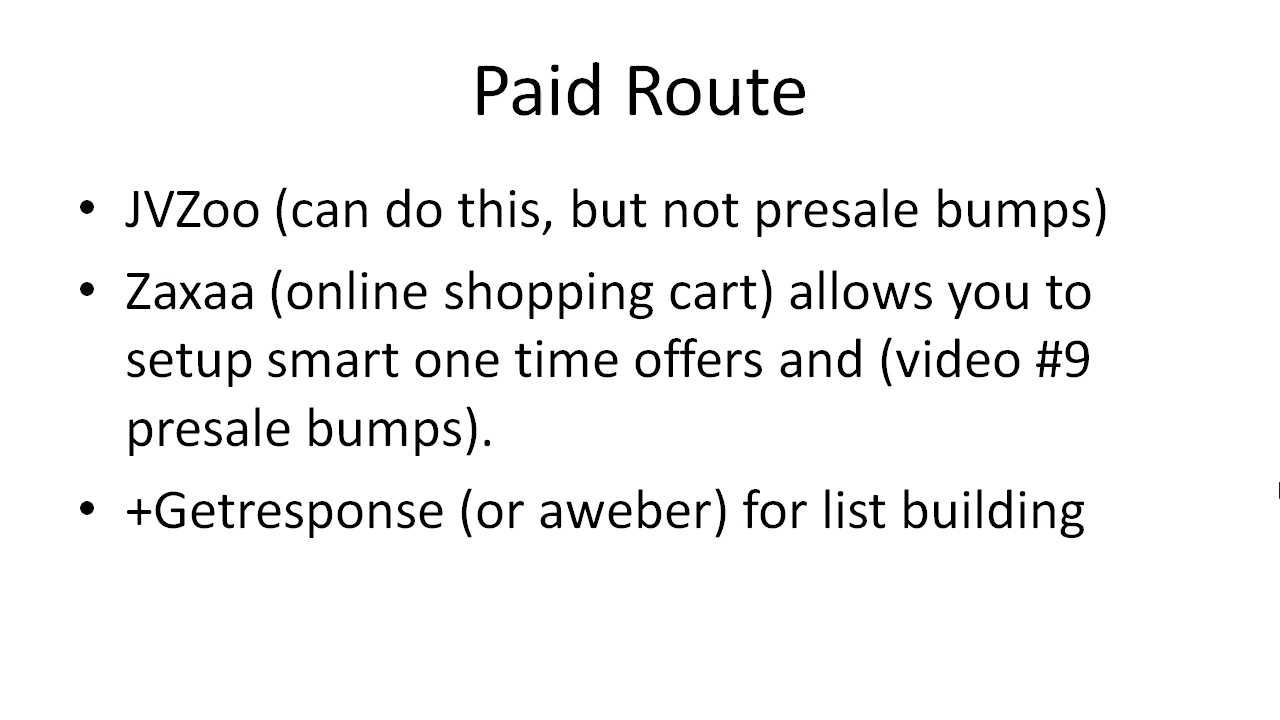 Paid Route
• JVZoo (can do this, but not presale bumps)
• Zaxaa (online shopping cart) allows you to
setup smart one time offers and (video #9
presale bumps).
• +Getresponse (or aweber) for list building